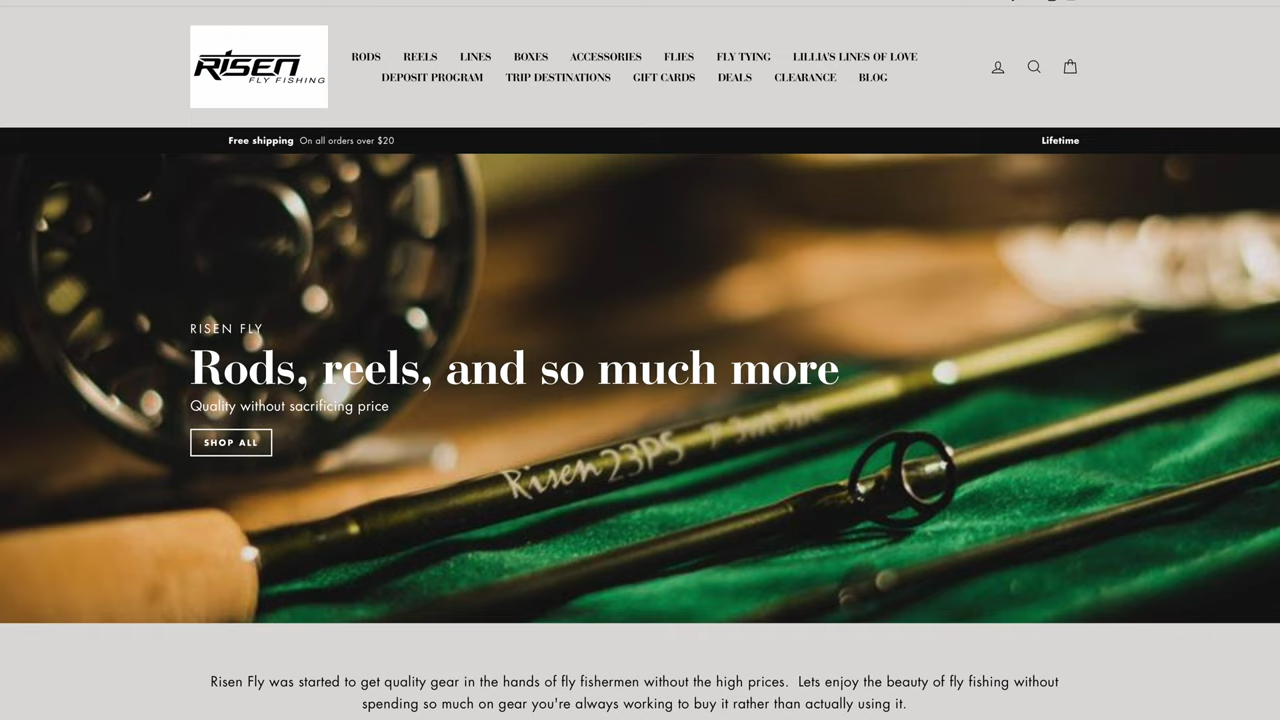 RISEN
FLY FISHING
RODS REELS LINES BOXES ACCESSORIES FLIES FLY TYING LILLIA'S LINES OF LOVE
DEPOSIT PROGRAM TRIP DESTINATIONS GIFT CARDS DEALS CLEARANCE BLOG
Free shipping On all orders over $20
Lifetime
RISEN FLY
Rods, reels, and so much more
Quality without sacrificing price
SHOP ALL
Risen 23PS
Risen Fly was started to get quality gear in the hands of fly fishermen without the high prices.  Lets enjoy the beauty of fly fishing without
spending so much on gear you're always working to buy it rather than actually using it.